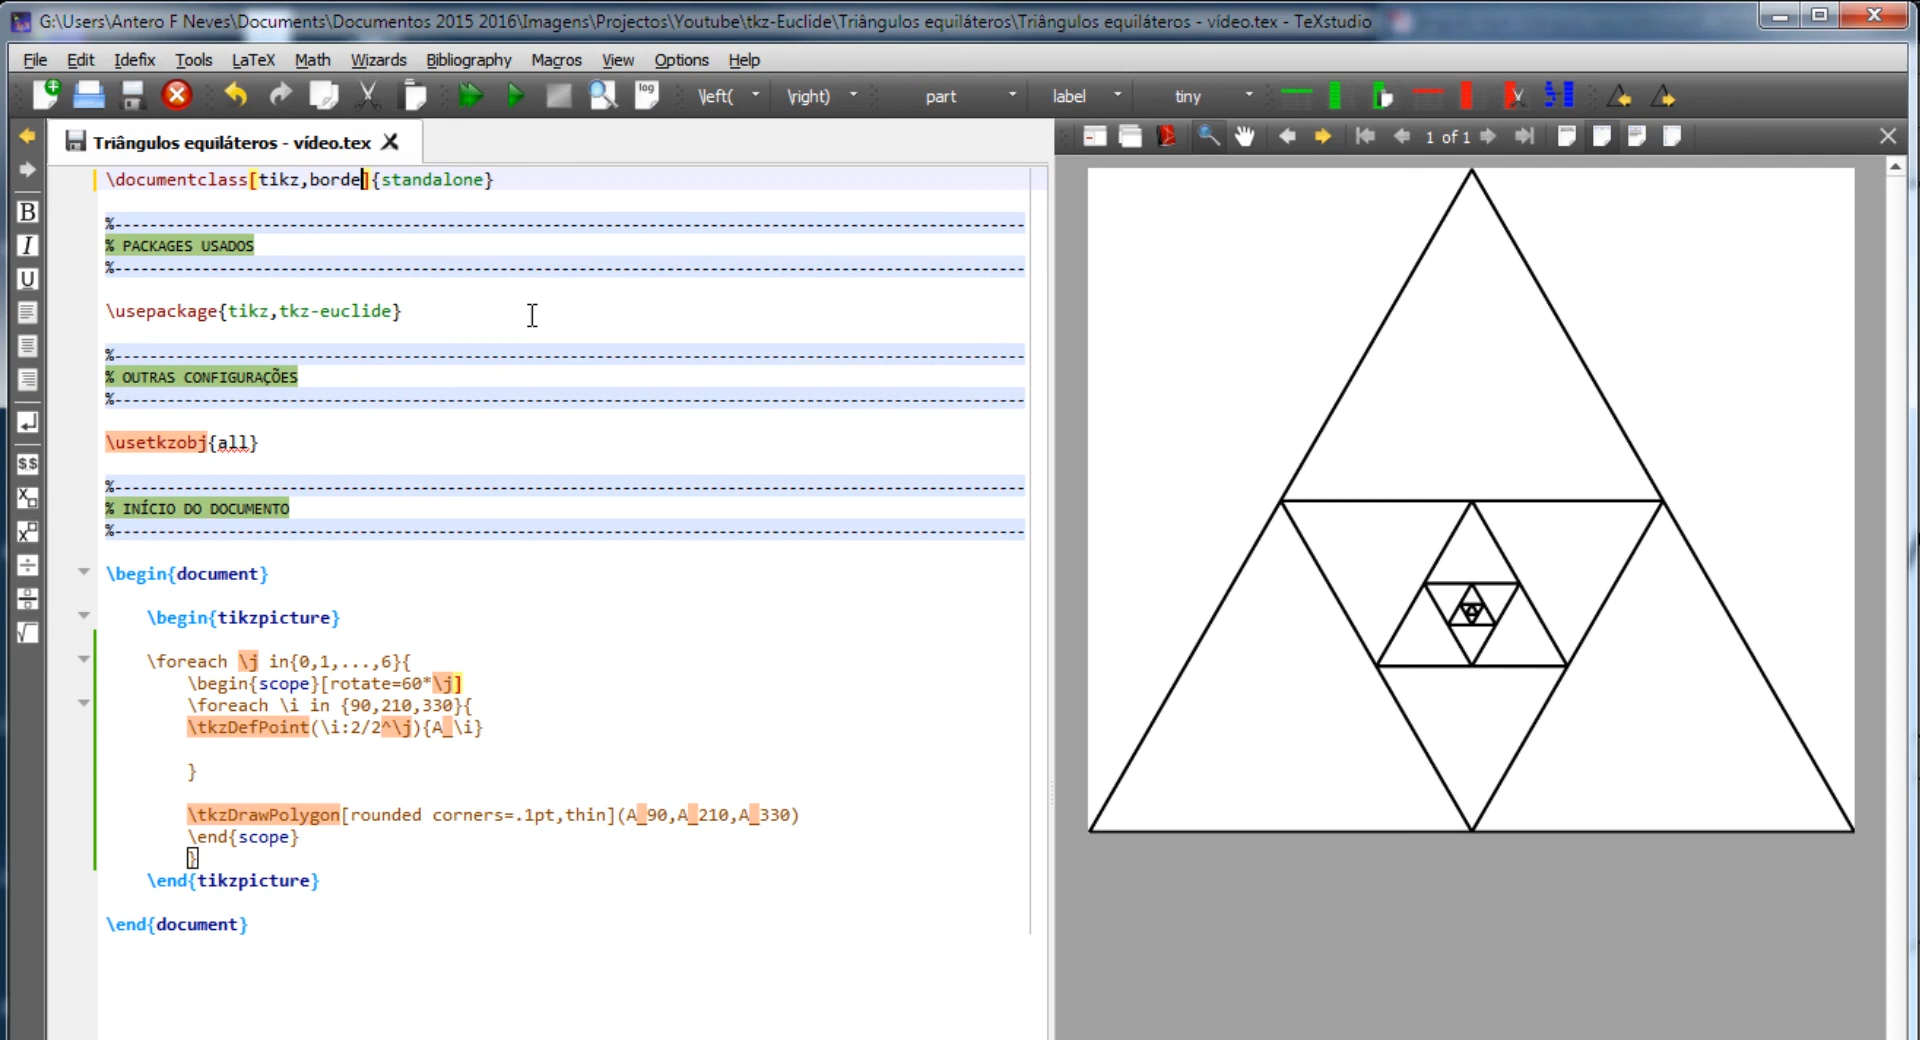 G:\Users\Antero F Neves\Documents\Documentos 2015 2016\Imagens\Projectos\Youtube\tkz-Euclide\Triângulos equiláteros\Triângulos equiláteros - vídeo.tex - TeXstudio
File Edit Idefix Tools LaTeX Math Wizards Bibliography Macros View Options Help
log \left( \right) part label tiny
Triângulos equiláteros - vídeo.tex
1 of 1
\documentclass[tikz,borde]{standalone}
%----------------------------------------------------------------------------------------------------------
% PACKAGES USADOS
%----------------------------------------------------------------------------------------------------------
\usepackage{tikz,tkz-euclide}
%----------------------------------------------------------------------------------------------------------
% OUTRAS CONFIGURAÇÕES
%----------------------------------------------------------------------------------------------------------
\usetkzobj{all}
%----------------------------------------------------------------------------------------------------------
% INÍCIO DO DOCUMENTO
%----------------------------------------------------------------------------------------------------------
\begin{document}
\begin{tikzpicture}
\foreach \j in{0,1,...,6}{
\begin{scope}[rotate=60*\j]
\foreach \i in {90,210,330}{
\tkzDefPoint(\i:2/2^\j){A_\i}
}
\tkzDrawPolygon[rounded corners=.1pt,thin](A_90,A_210,A_330)
\end{scope}
}
\end{tikzpicture}
\end{document}
B
I
U
$$